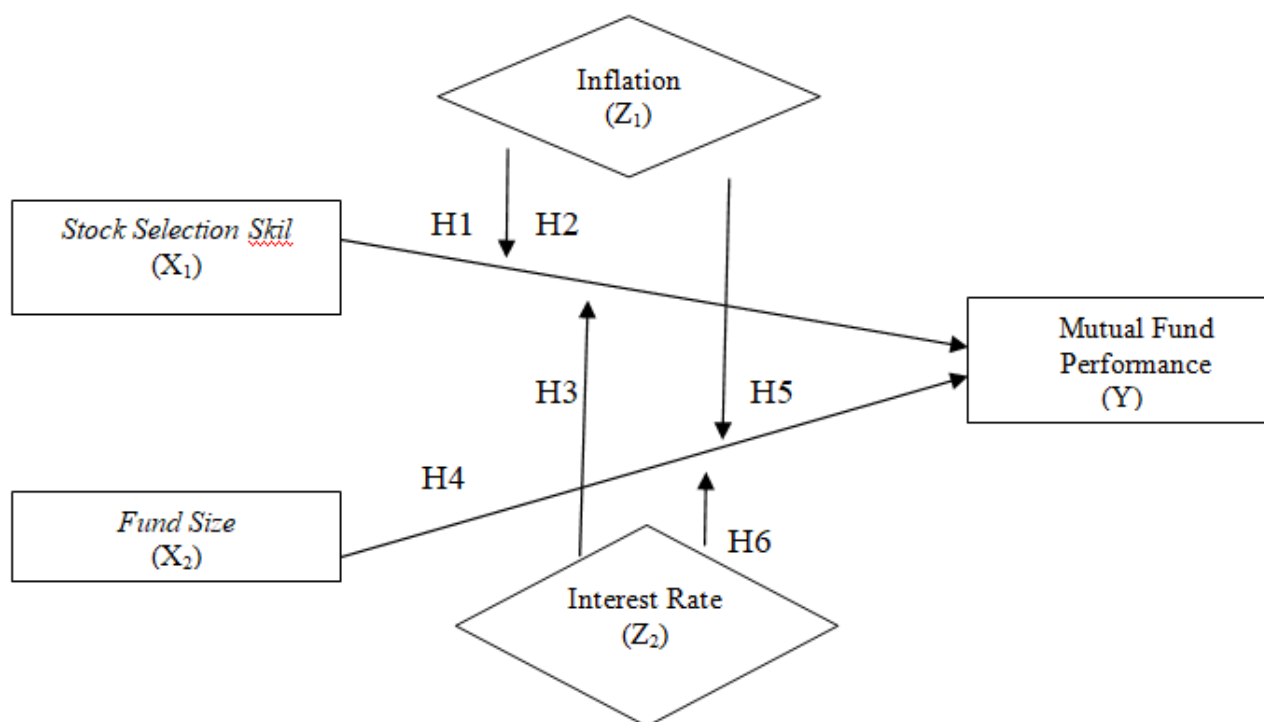 Inflation
(Z₁)
Stock Selection Skil
(X₁)
H1
H2
Mutual Fund
Performance
(Y)
H3
H5
H4
Fund Size
(X₂)
H6
Interest Rate
(Z₂)